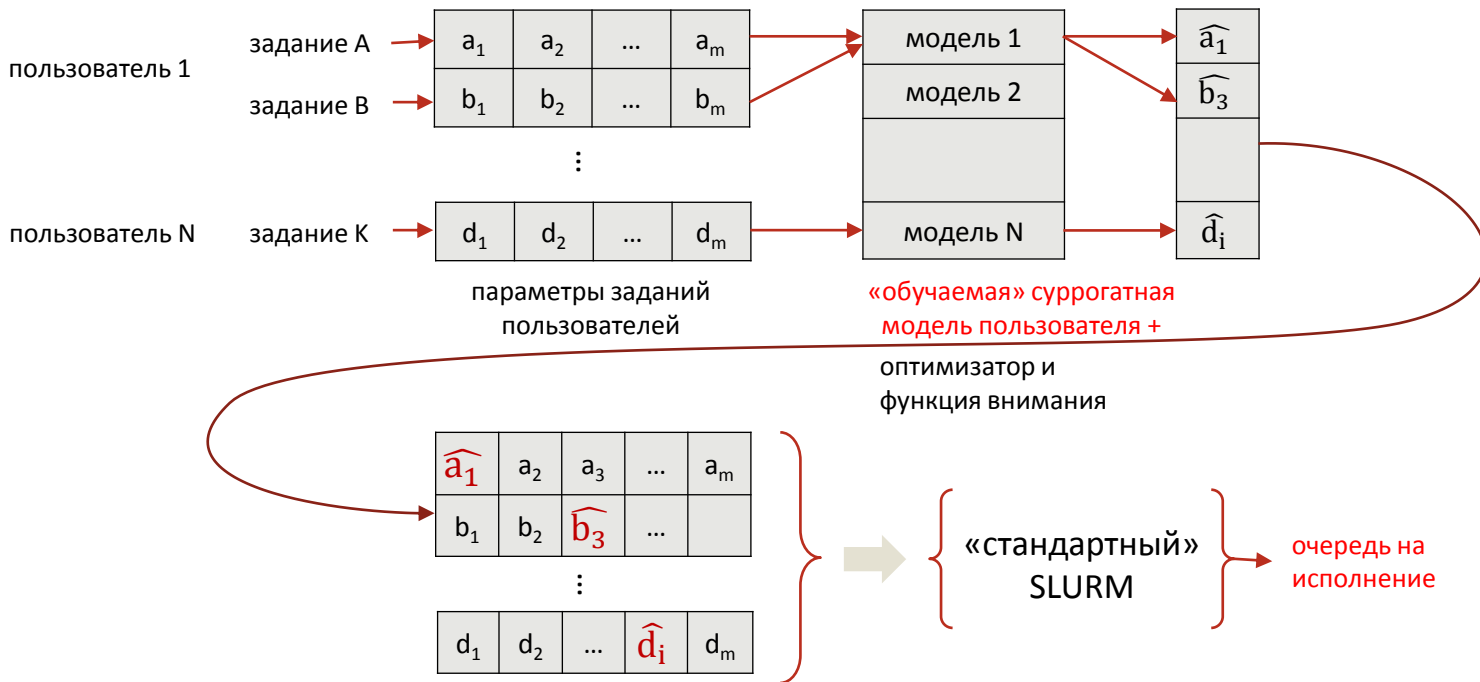 задание A
a₁ a₂ ... aₘ
модель 1
â₁
пользователь 1
задание B
b₁ b₂ ... bₘ
модель 2
b̂₃
...
пользователь N
задание K
d₁ d₂ ... dₘ
модель N
d̂ᵢ
параметры заданий
пользователей
«обучаемая» суррогатная
модель пользователя +
оптимизатор и
функция внимания
â₁ a₂ a₃ ... aₘ
b₁ b₂ b̂₃ ...
...
d₁ d₂ ... d̂ᵢ dₘ
«стандартный»
SLURM
очередь на
исполнение